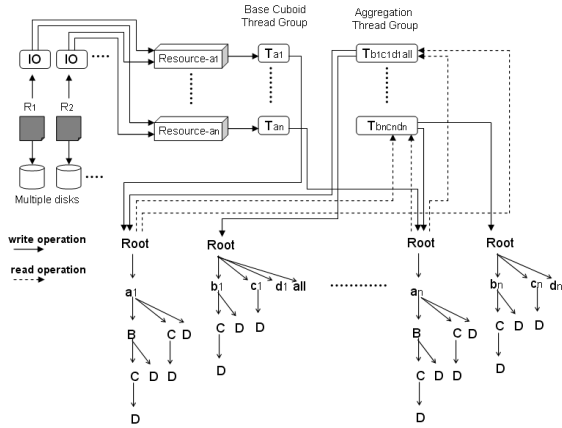 Base Cuboid
Thread Group
Aggregation
Thread Group
IO
IO
Resource-a1
Ta1
Tb1c1d1all
R1
R2
Resource-an
Tan
Tbncndn
Multiple disks
write operation
read operation
Root
Root
Root
Root
a1
b1
c1
d1
all
an
bn
cn
dn
B
C
D
C
D
D
B
C
D
C
D
D
C
D
D
D
D
C
D
D
D
D
D
D